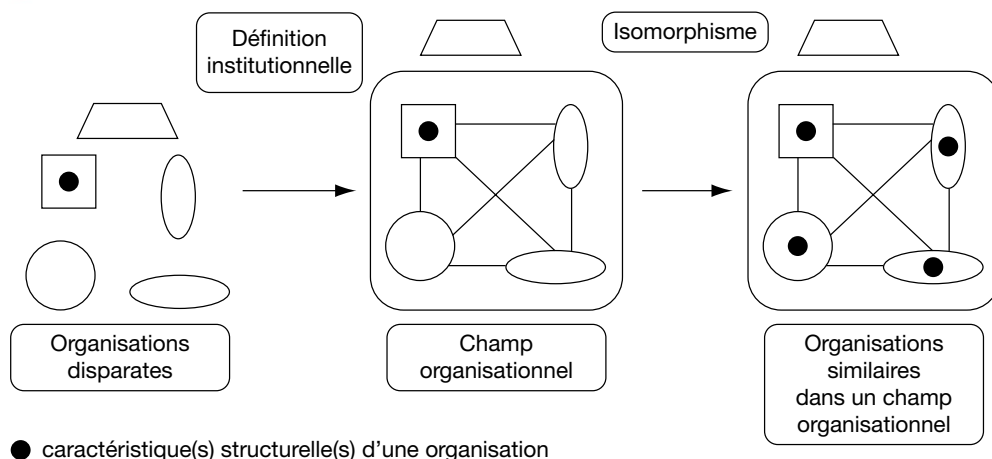 Définition
institutionnelle
Isomorphisme
Organisations
disparates
Champ
organisationnel
Organisations
similaires
dans un champ
organisationnel
caractéristique(s) structurelle(s) d'une organisation